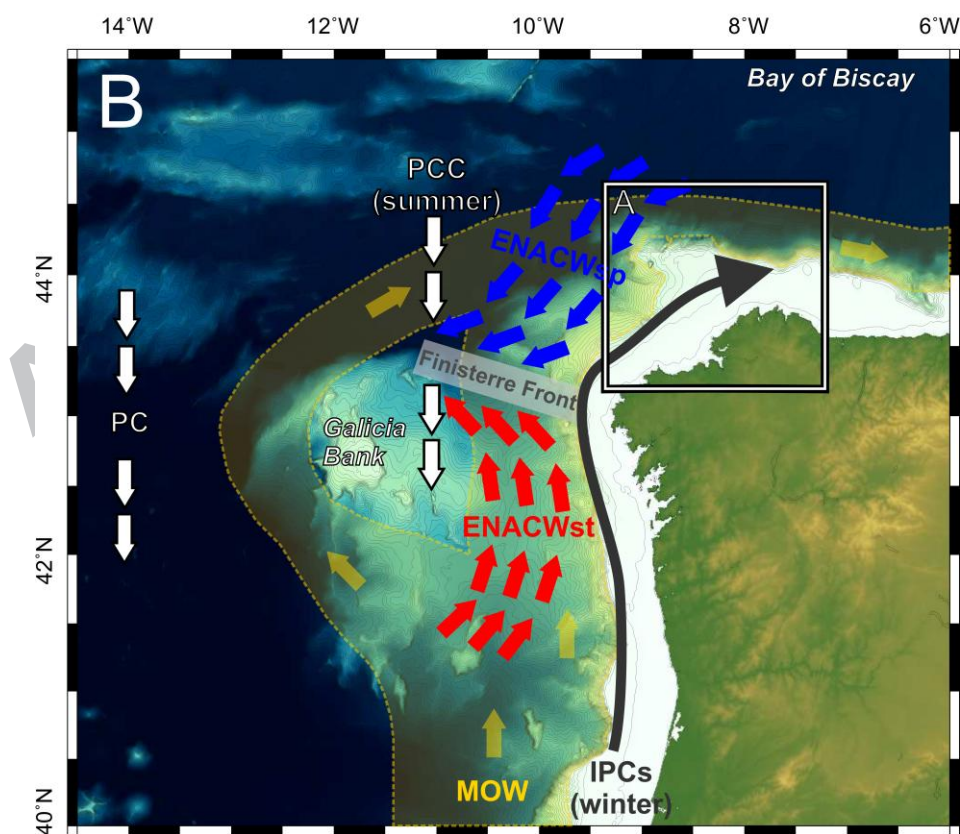 14°W
12°W
10°W
8°W
6°W
B
Bay of Biscay
PCC
(summer)
A
ENACWsp
44°N
Finisterre Front
PC
Galicia
Bank
ENACWst
42°N
MOW
IPCs
(winter)
40°N